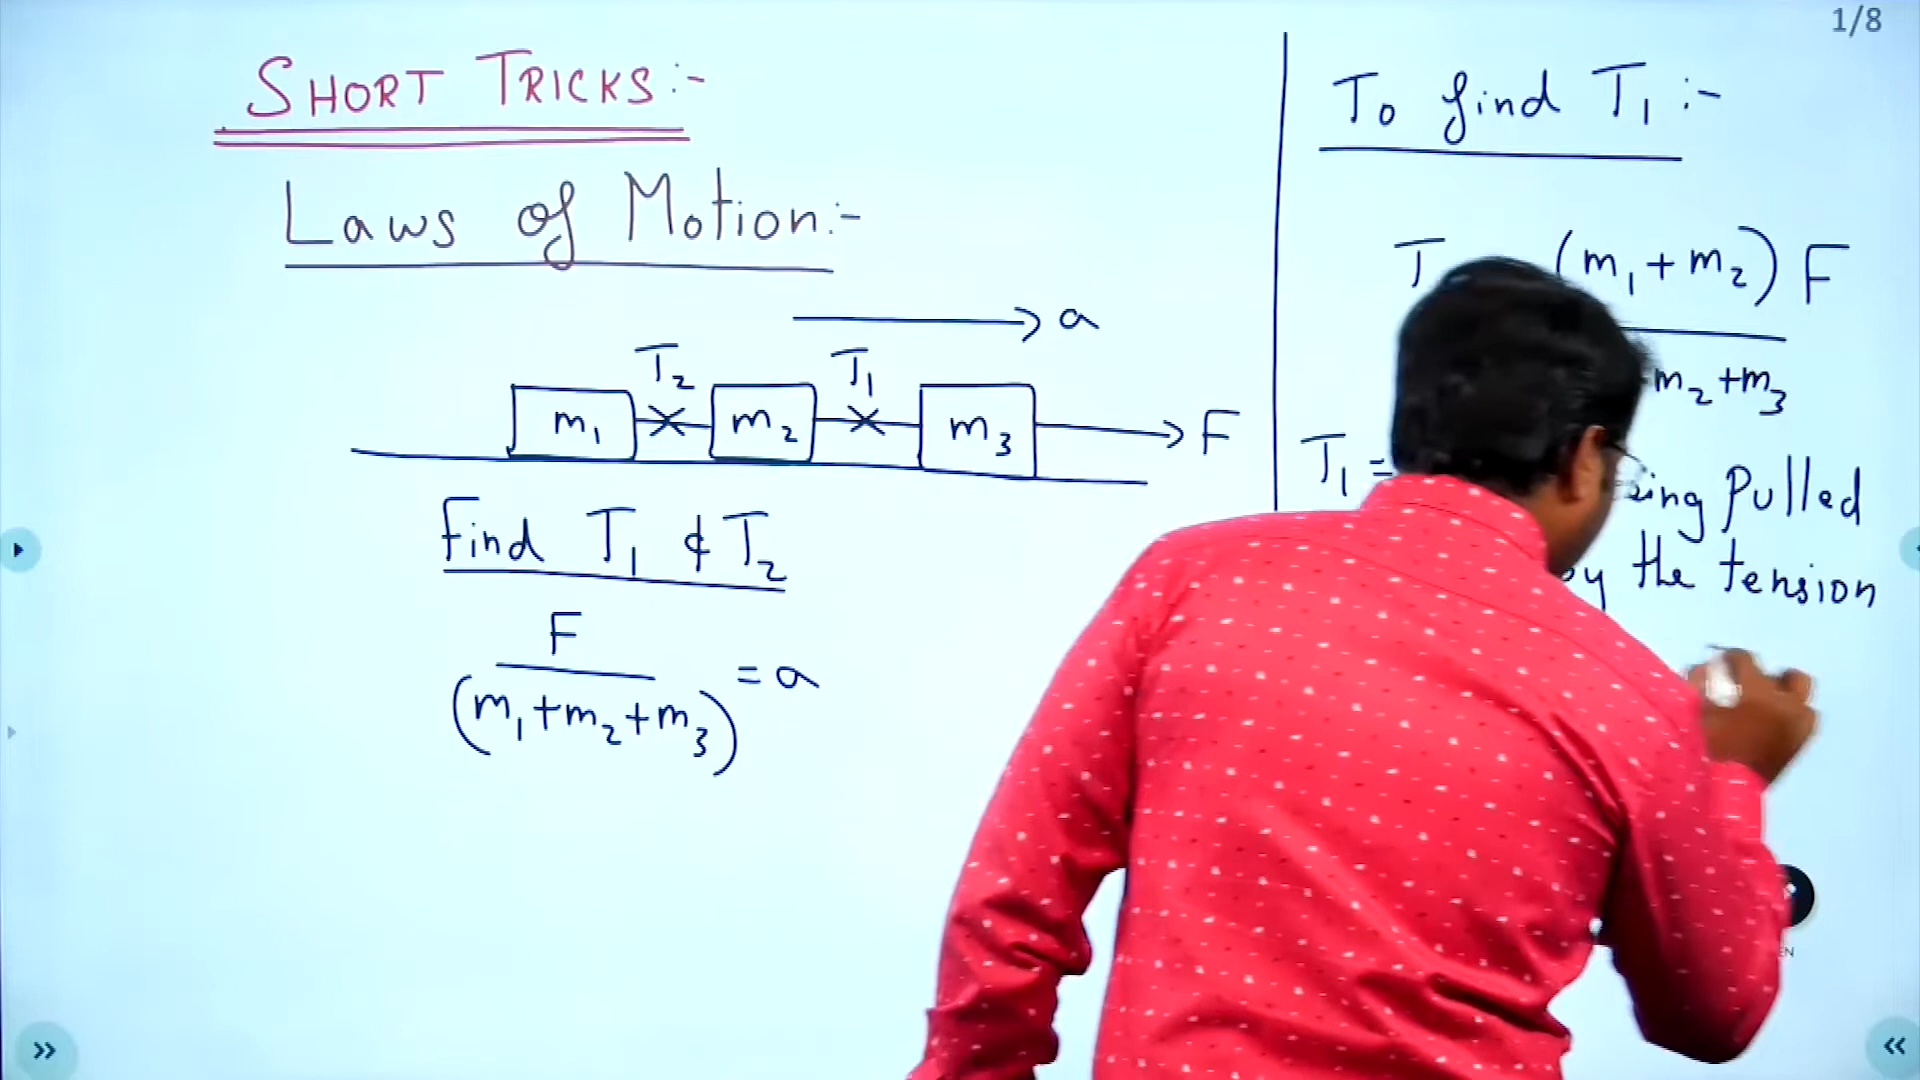 1/8
SHORT TRICKS:-
Laws of Motion:-
a
T2 T1
m1 m2 m3 F
Find T1 & T2
F
(m1+m2+m3) = a
To find T1 :-
T (m1+m2) F
m2+m3
T1 = pulled
by the tension